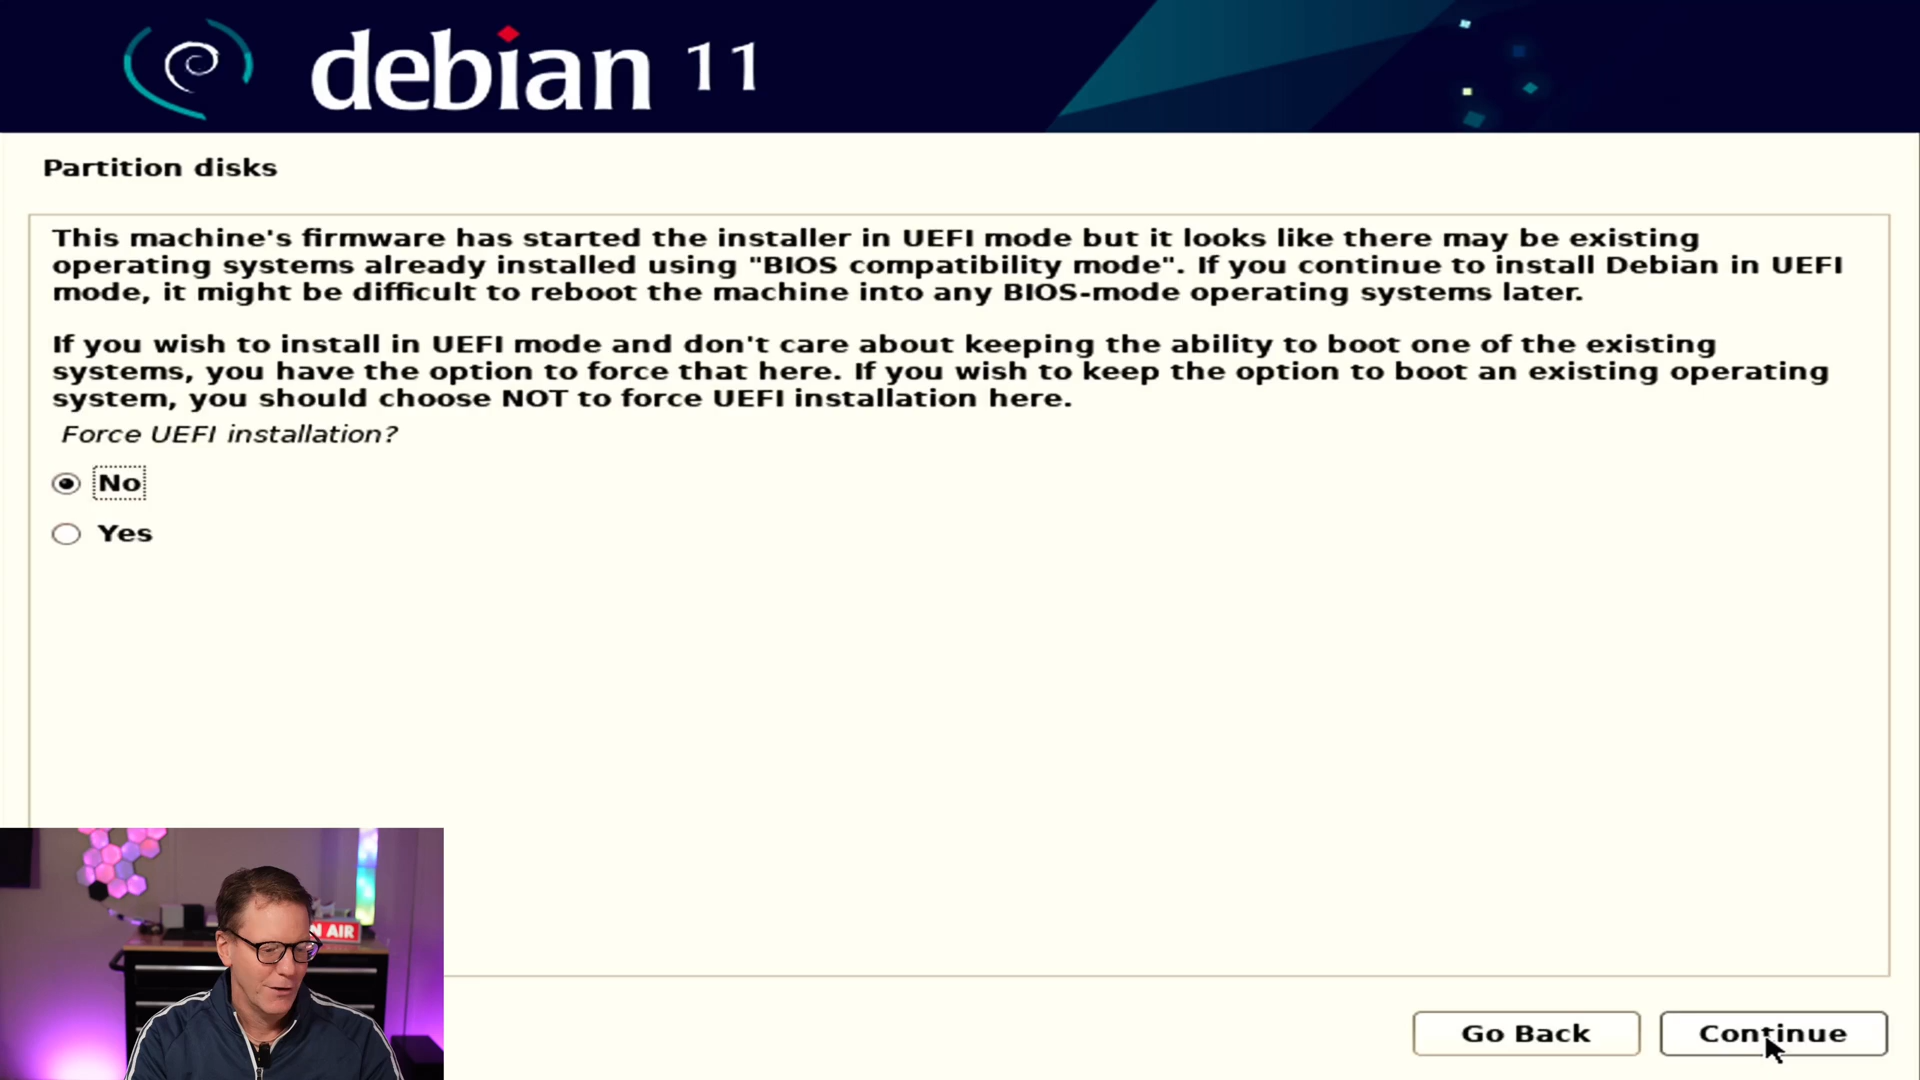 debian 11
Partition disks
This machine's firmware has started the installer in UEFI mode but it looks like there may be existing
operating systems already installed using "BIOS compatibility mode". If you continue to install Debian in UEFI
mode, it might be difficult to reboot the machine into any BIOS-mode operating systems later.
If you wish to install in UEFI mode and don't care about keeping the ability to boot one of the existing
systems, you have the option to force that here. If you wish to keep the option to boot an existing operating
system, you should choose NOT to force UEFI installation here.
Force UEFI installation?
No
Yes
N AIR
Go Back
Continue